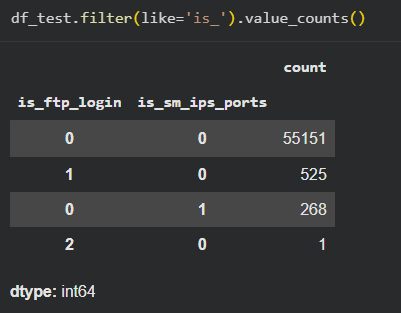 df_test.filter(like='is_').value_counts()
count
is_ftp_login is_sm_ips_ports
0 0 55151
1 0 525
0 1 268
2 0 1
dtype: int64